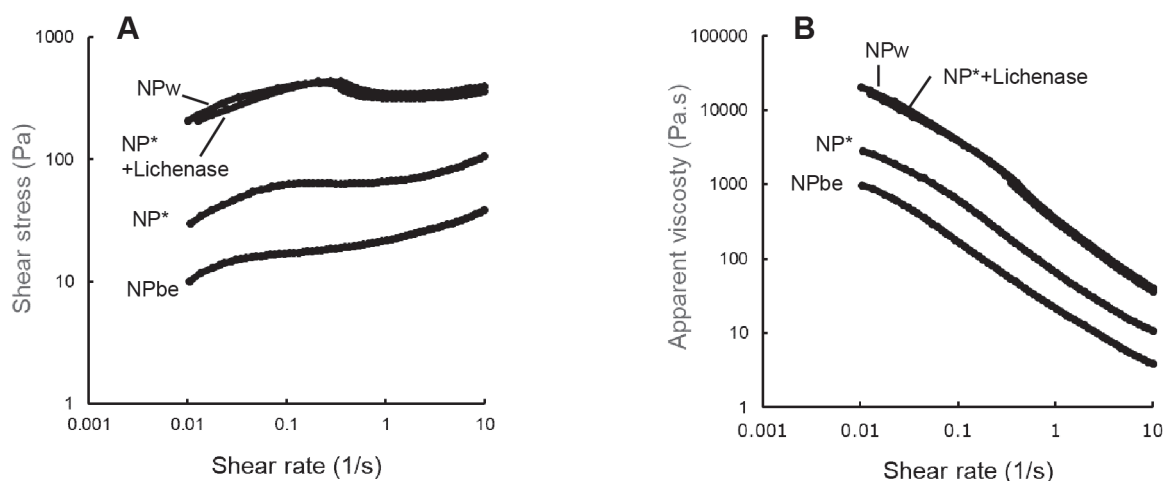 A
1000
100
10
1
0.001
0.01
0.1
1
10
Shear stress (Pa)
Shear rate (1/s)
NPw
NP*
+Lichenase
NP*
NPbe
B
100000
10000
1000
100
10
1
0.001
0.01
0.1
1
10
Apparent viscosty (Pa.s)
Shear rate (1/s)
NPw
NP*+Lichenase
NP*
NPbe